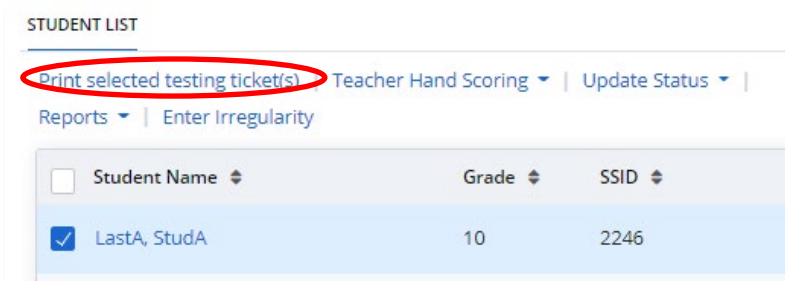 STUDENT LIST
Print selected testing ticket(s) | Teacher Hand Scoring | Update Status |
Reports | Enter Irregularity
Student Name Grade SSID
LastA, StudA 10 2246